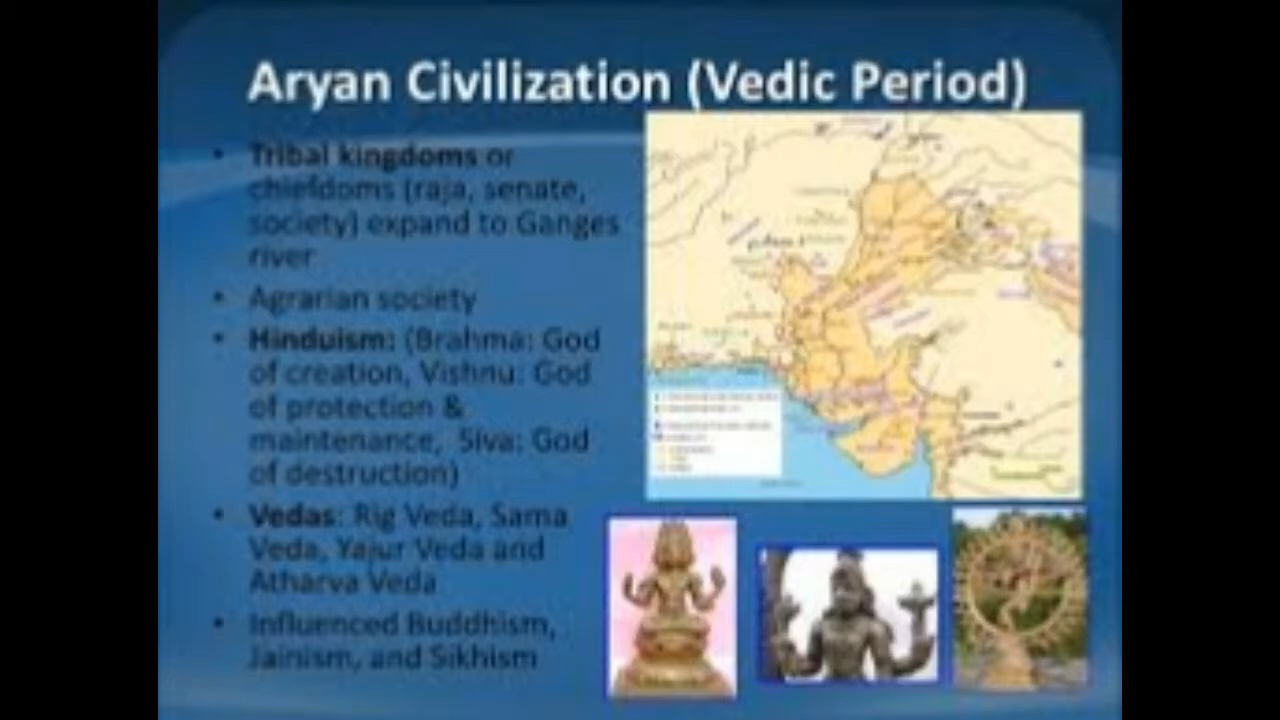 Aryan Civilization (Vedic Period)
• Tribal kingdoms or
chiefdoms (raja, senate,
society) expand to Ganges
river
• Agrarian society
• Hinduism: (Brahma: God
of creation, Vishnu: God
of protection &
maintenance, Siva: God
of destruction)
• Vedas: Rig Veda, Sama
Veda, Yajur Veda and
Atharva Veda
• Influenced Buddhism,
Jainism, and Sikhism